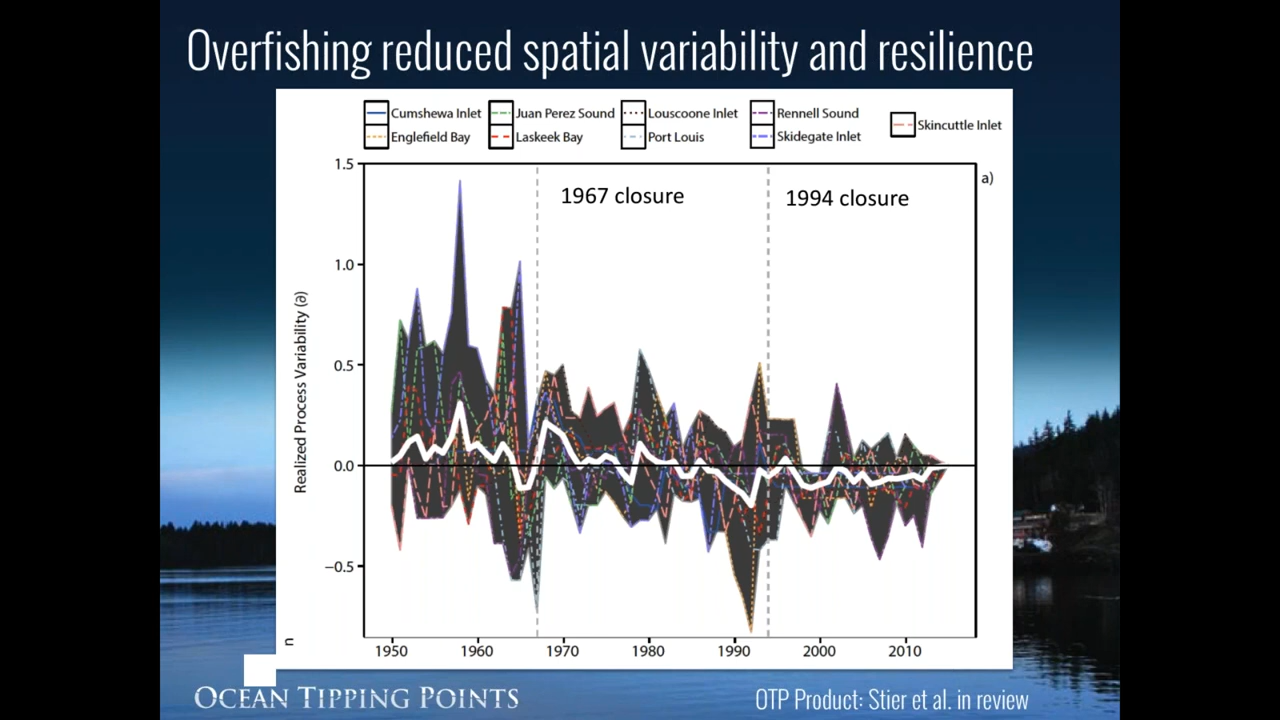 Overfishing reduced spatial variability and resilience
Cumshewa Inlet
Juan Perez Sound
Louscoone Inlet
Rennell Sound
Skincuttle Inlet
Englefield Bay
Laskeek Bay
Port Louis
Skidegate Inlet
a)
1.5
1.0
0.5
0.0
−0.5
Realized Process Variability (∂)
1967 closure
1994 closure
n
1950 1960 1970 1980 1990 2000 2010
OCEAN TIPPING POINTS
OTP Product: Stier et al. in review